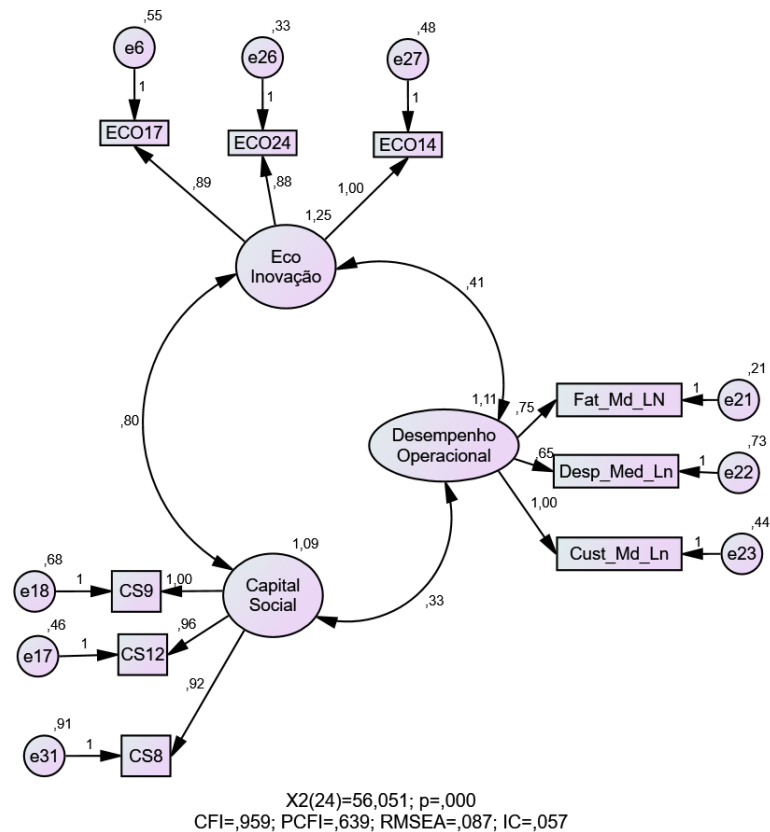 ,55
,33
,48
e6
e26
e27
1
1
1
ECO17
ECO24
ECO14
,89
,88
1,00
1,25
Eco
Inovação
,41
,80
,21
1,11
,75
Fat_Md_LN
1
e21
Desempenho
Operacional
,65
Desp_Med_Ln
1
e22
,73
1,00
,44
Cust_Md_Ln
1
e23
1,09
,68
e18
1
CS9
1,00
Capital
Social
,33
,46
e17
1
CS12
,96
,92
,91
e31
1
CS8
X2(24)=56,051; p=,000
CFI=,959; PCFI=,639; RMSEA=,087; IC=,057